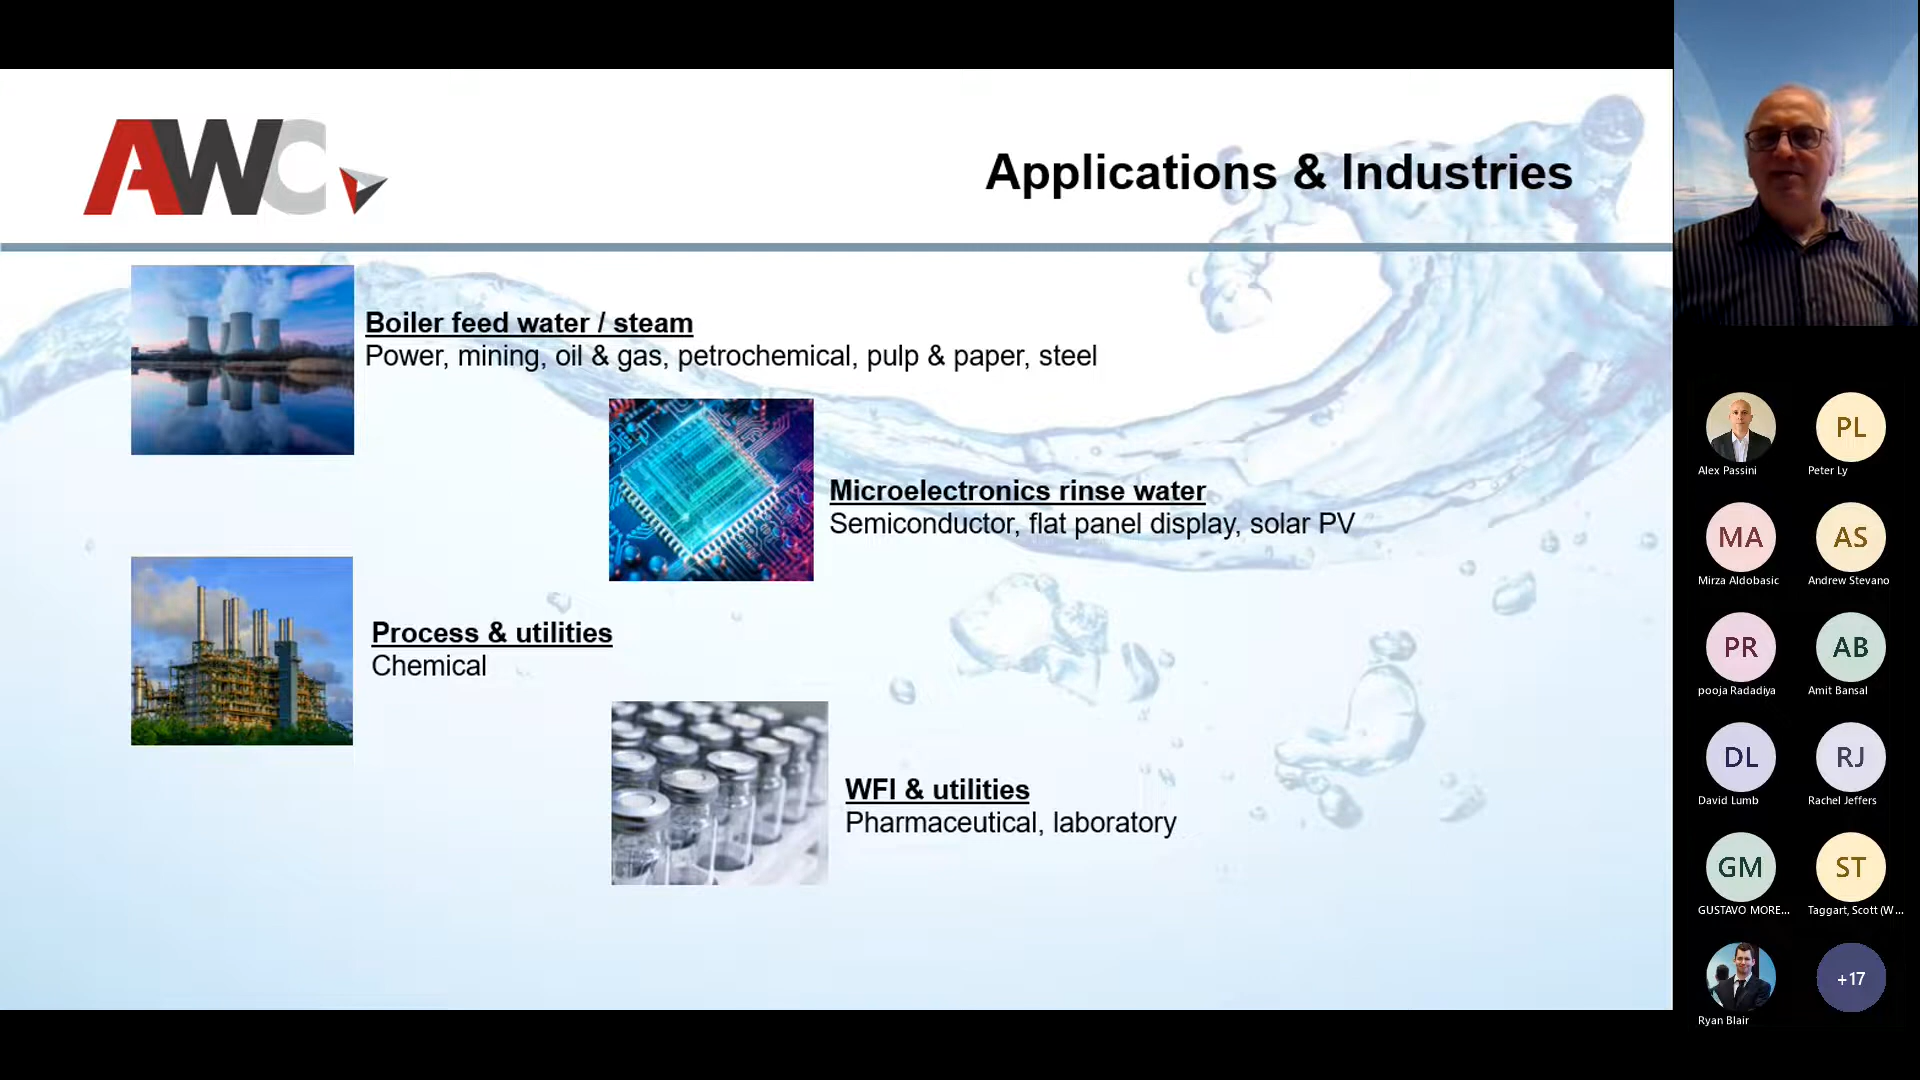 AWC
Applications & Industries
Boiler feed water / steam
Power, mining, oil & gas, petrochemical, pulp & paper, steel
Microelectronics rinse water
Semiconductor, flat panel display, solar PV
Process & utilities
Chemical
WFI & utilities
Pharmaceutical, laboratory
Alex Passini
PL
Peter Ly
MA
Mirza Aldobasic
AS
Andrew Stevano
PR
pooja Radadiya
AB
Amit Bansal
DL
David Lumb
RJ
Rachel Jeffers
GM
GUSTAVO MORE...
ST
Taggart, Scott (W...
Ryan Blair
+17